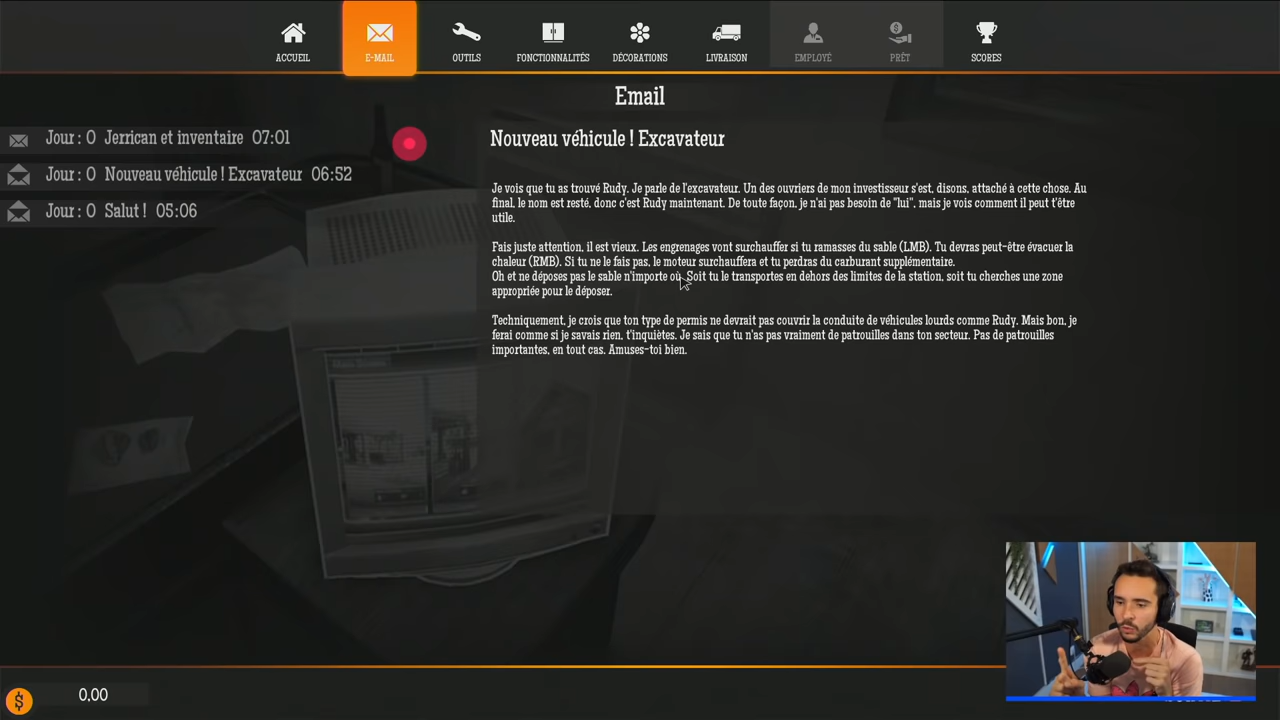 ACCUEIL E-MAIL OUTILS FONCTIONNALITÉS DÉCORATIONS LIVRAISON EMPLOYÉ PRÊT SCORES
Email
Jour : 0 Jerrican et inventaire 07:01
Jour : 0 Nouveau véhicule ! Excavateur 06:52
Jour : 0 Salut ! 05:06
Nouveau véhicule ! Excavateur
Je vois que tu as trouvé Rudy. Je parle de l'excavateur. Un des ouvriers de mon investisseur s'est, disons, attaché à cette chose. Au
final, le nom est resté, donc c'est Rudy maintenant. De toute façon, je n'ai pas besoin de "lui", mais je vois comment il peut t'être
utile.
Fais juste attention, il est vieux. Les engrenages vont surchauffer si tu ramasses du sable (LMB). Tu devras peut-être évacuer la
chaleur (RMB). Si tu ne le fais pas, le moteur surchauffera et tu perdras du carburant supplémentaire.
Oh et ne déposes pas le sable n'importe où. Soit tu le transportes en dehors des limites de la station, soit tu cherches une zone
appropriée pour le déposer.
Techniquement, je crois que ton type de permis ne devrait pas couvrir la conduite de véhicules lourds comme Rudy. Mais bon, je
ferai comme si je savais rien, t'inquiètes. Je sais que tu n'as pas vraiment de patrouilles dans ton secteur. Pas de patrouilles
importantes, en tout cas. Amuses-toi bien.
$ 0,00